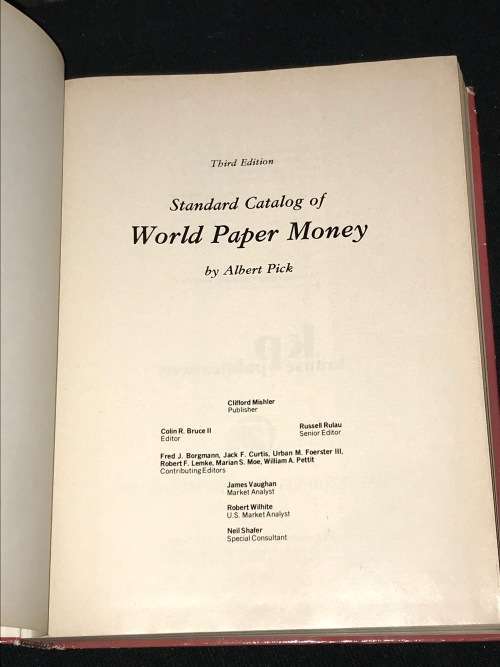 Third Edition
Standard Catalog of
World Paper Money
by Albert Pick
Clifford Mishler
Publisher
Colin R. Bruce II
Editor
Russell Rulau
Senior Editor
Fred J. Borgmann, Jack F. Curtis, Urban M. Foerster III,
Robert F. Lemke, Marian S. Moe, William A. Pettit
Contributing Editors
James Vaughan
Market Analyst
Robert Wilhite
U.S. Market Analyst
Neil Shafer
Special Consultant